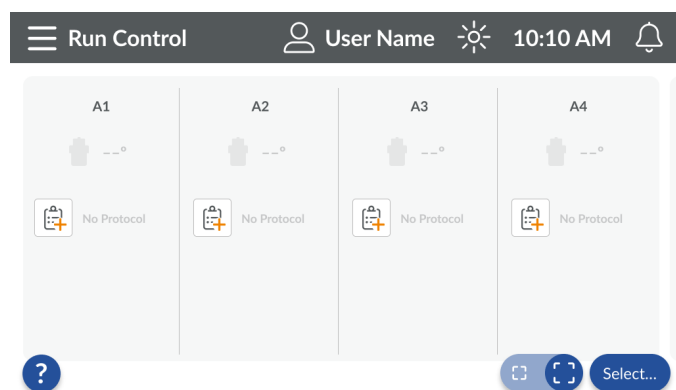 Run Control User Name 10:10 AM
A1 A2 A3 A4
--° --° --° --°
No Protocol No Protocol No Protocol No Protocol
? Select...